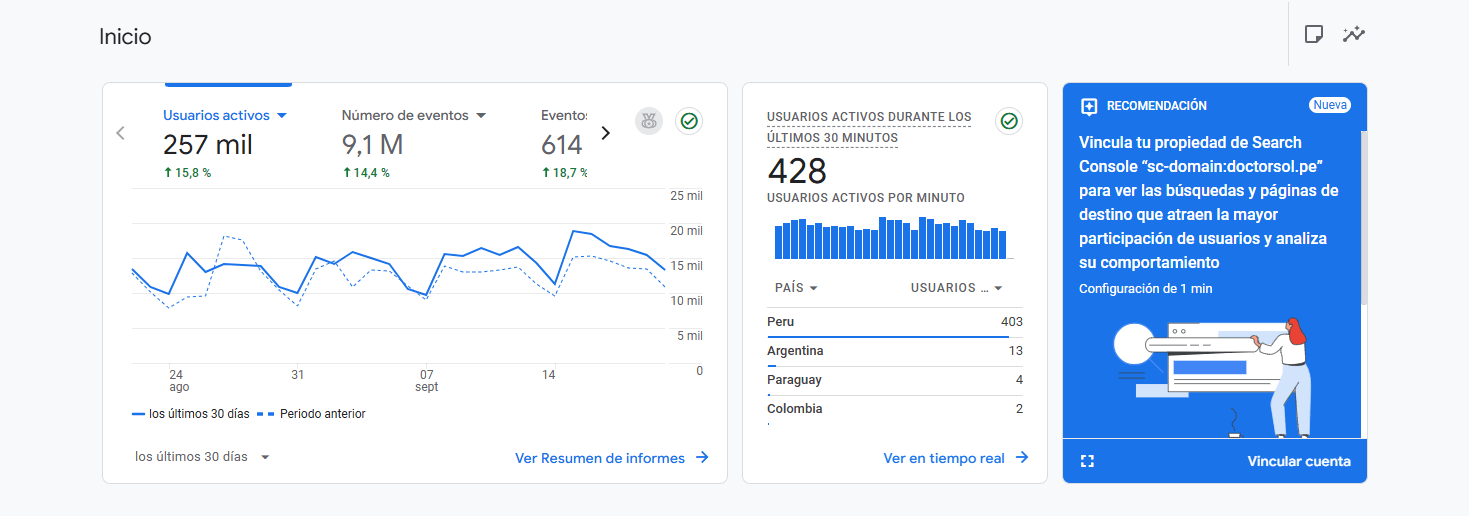 Inicio
Usuarios activos
257 mil
15,8 %
Número de eventos
9,1 M
14,4 %
Evento
614
18,7 %
25 mil
20 mil
15 mil
10 mil
5 mil
0
24
ago
31
07
sept
14
los últimos 30 días
Periodo anterior
los últimos 30 días
Ver Resumen de informes
USUARIOS ACTIVOS DURANTE LOS
ÚLTIMOS 30 MINUTOS
428
USUARIOS ACTIVOS POR MINUTO
PAÍS
USUARIOS …
Peru 403
Argentina 13
Paraguay 4
Colombia 2
Ver en tiempo real
RECOMENDACIÓN
Nueva
Vincula tu propiedad de Search
Console “sc-domain:doctorsol.pe”
para ver las búsquedas y páginas de
destino que atraen la mayor
participación de usuarios y analiza
su comportamiento
Configuración de 1 min
Vincular cuenta